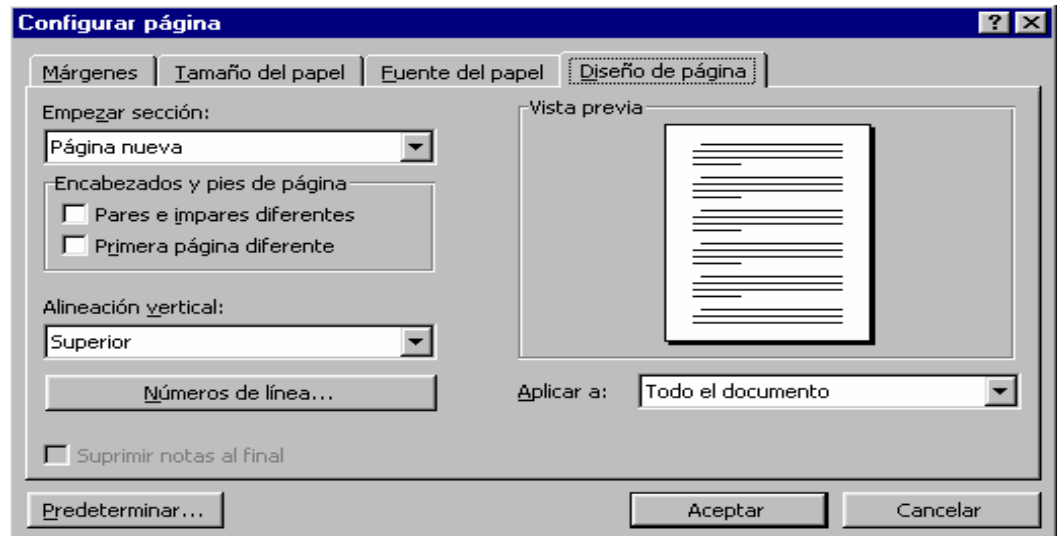 Configurar página
Márgenes Tamaño del papel Fuente del papel Diseño de página
Empezar sección:
Página nueva
Encabezados y pies de página
Pares e impares diferentes
Primera página diferente
Alineación vertical:
Superior
Números de línea...
Suprimir notas al final
Vista previa
Aplicar a: Todo el documento
Predeterminar... Aceptar Cancelar